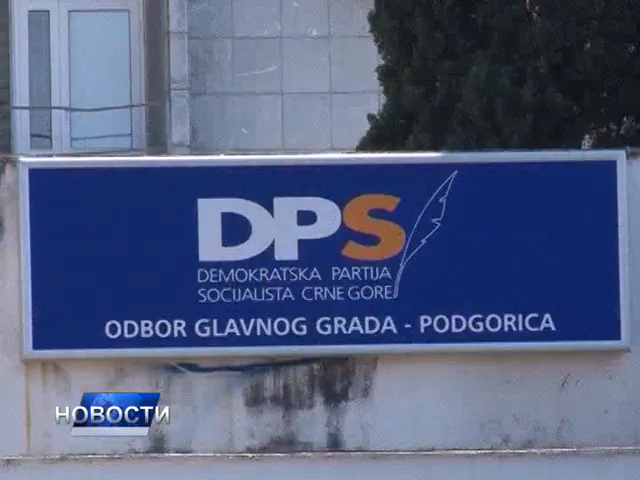 DPS
DEMOKRATSKA PARTIJA
SOCIJALISTA CRNE GORE
ODBOR GLAVNOG GRADA - PODGORICA
НОВОСТИ